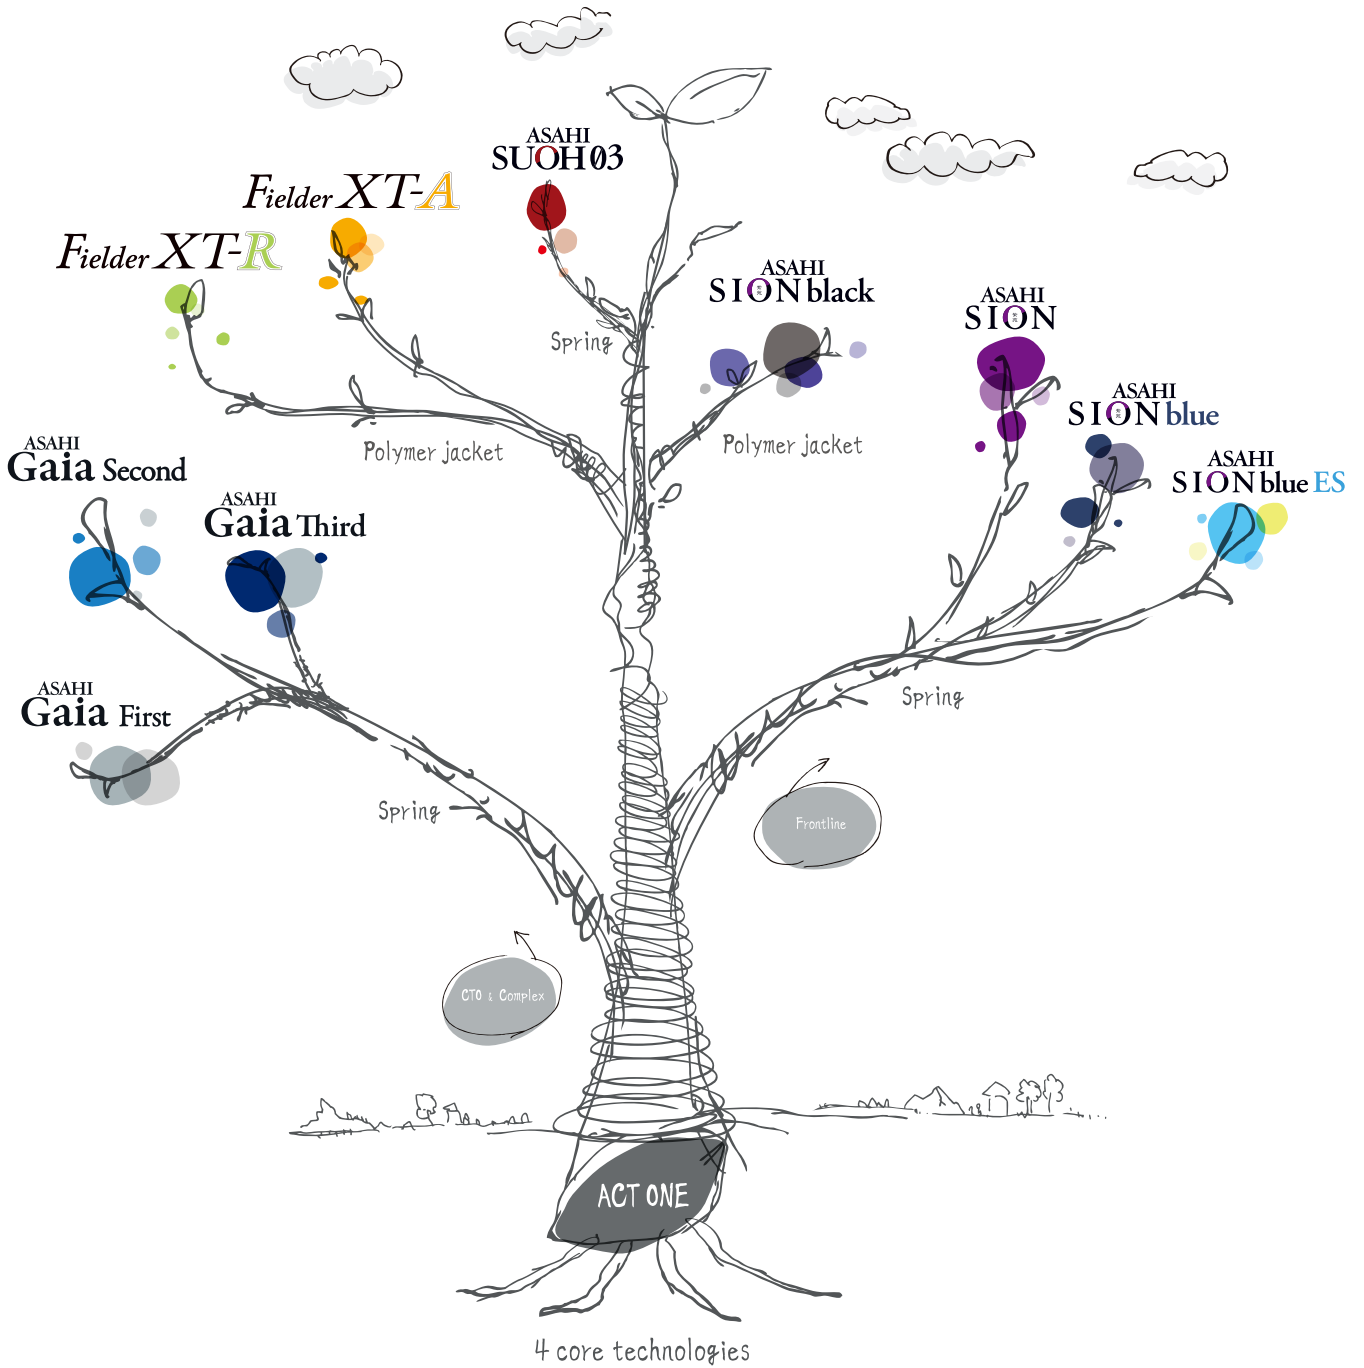 ASAHI
SUOH 03
Fielder XT-A
Fielder XT-R
ASAHI
SION black
ASAHI
SION
Spring
ASAHI
SION blue
Polymer jacket
Polymer jacket
ASAHI
Gaia Second
ASAHI
SION blue ES
ASAHI
Gaia Third
ASAHI
Gaia First
Spring
Spring
Frontline
CTO & Complex
ACT ONE
4 core technologies